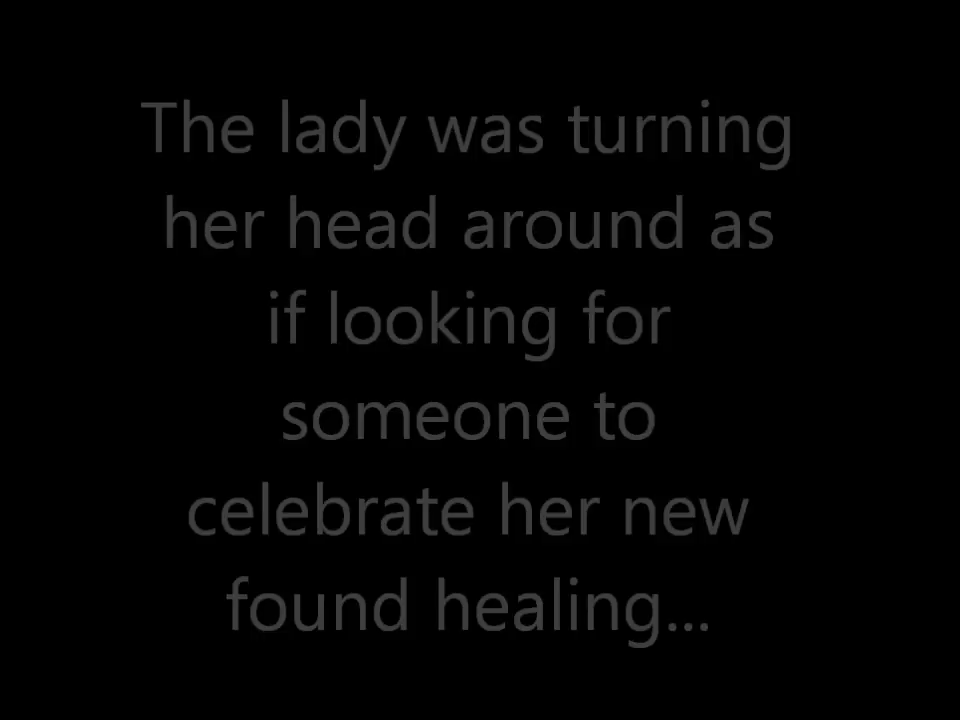 The lady was turning
her head around as
if looking for
someone to
celebrate her new
found healing...